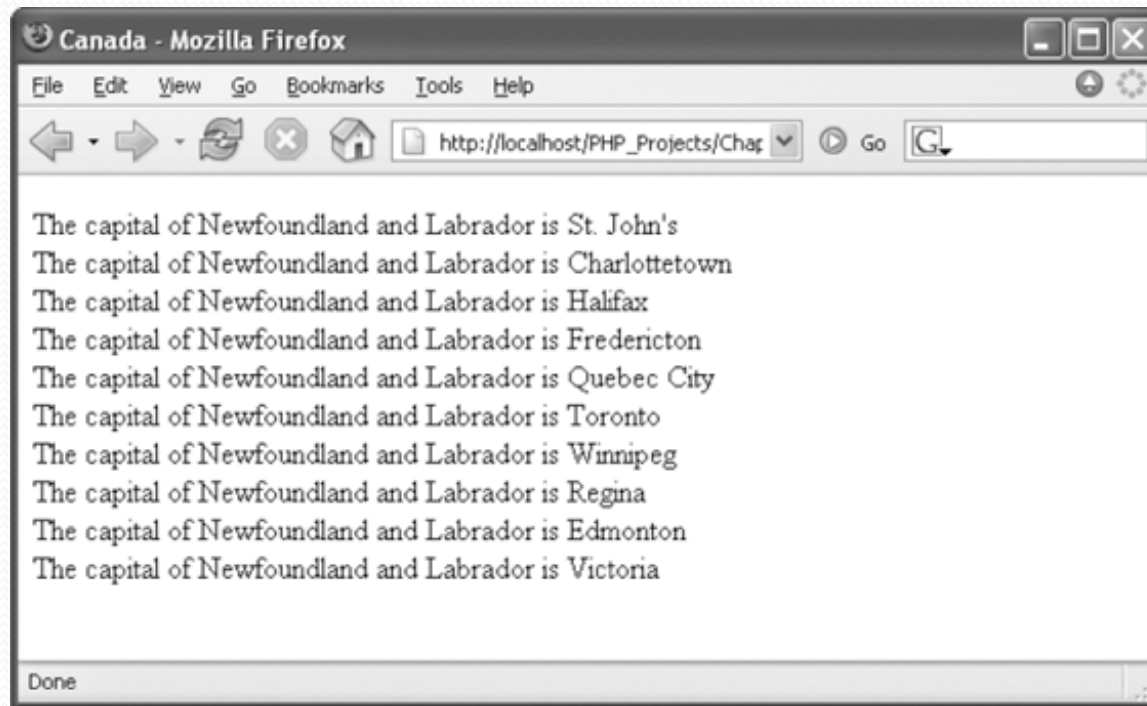 Canada - Mozilla Firefox
File Edit View Go Bookmarks Tools Help
http://localhost/PHP_Projects/Chap Go G
The capital of Newfoundland and Labrador is St. John's
The capital of Newfoundland and Labrador is Charlottetown
The capital of Newfoundland and Labrador is Halifax
The capital of Newfoundland and Labrador is Fredericton
The capital of Newfoundland and Labrador is Quebec City
The capital of Newfoundland and Labrador is Toronto
The capital of Newfoundland and Labrador is Winnipeg
The capital of Newfoundland and Labrador is Regina
The capital of Newfoundland and Labrador is Edmonton
The capital of Newfoundland and Labrador is Victoria
Done